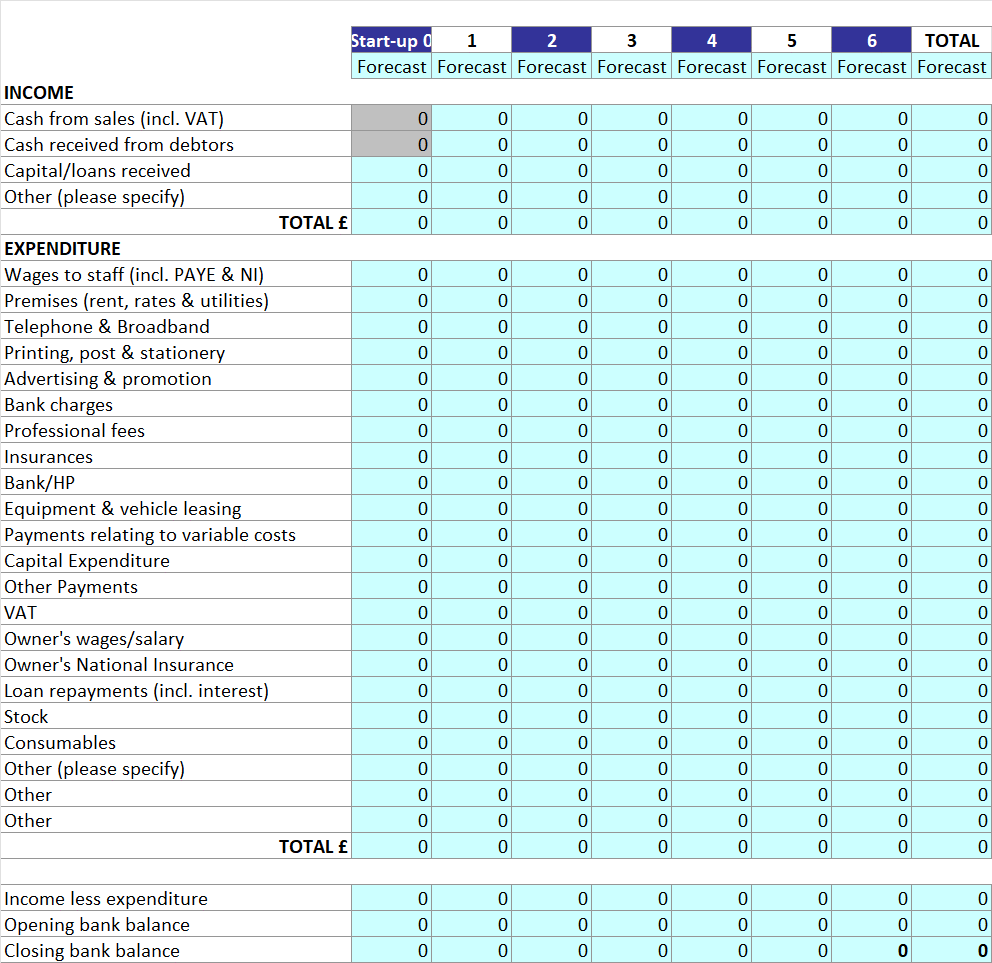 Start-up 0 1 2 3 4 5 6 TOTAL
Forecast Forecast Forecast Forecast Forecast Forecast Forecast Forecast
INCOME
Cash from sales (incl. VAT) 0 0 0 0 0 0 0 0
Cash received from debtors 0 0 0 0 0 0 0 0
Capital/loans received 0 0 0 0 0 0 0 0
Other (please specify) 0 0 0 0 0 0 0 0
TOTAL £ 0 0 0 0 0 0 0 0
EXPENDITURE
Wages to staff (incl. PAYE & NI) 0 0 0 0 0 0 0 0
Premises (rent, rates & utilities) 0 0 0 0 0 0 0 0
Telephone & Broadband 0 0 0 0 0 0 0 0
Printing, post & stationery 0 0 0 0 0 0 0 0
Advertising & promotion 0 0 0 0 0 0 0 0
Bank charges 0 0 0 0 0 0 0 0
Professional fees 0 0 0 0 0 0 0 0
Insurances 0 0 0 0 0 0 0 0
Bank/HP 0 0 0 0 0 0 0 0
Equipment & vehicle leasing 0 0 0 0 0 0 0 0
Payments relating to variable costs 0 0 0 0 0 0 0 0
Capital Expenditure 0 0 0 0 0 0 0 0
Other Payments 0 0 0 0 0 0 0 0
VAT 0 0 0 0 0 0 0 0
Owner's wages/salary 0 0 0 0 0 0 0 0
Owner's National Insurance 0 0 0 0 0 0 0 0
Loan repayments (incl. interest) 0 0 0 0 0 0 0 0
Stock 0 0 0 0 0 0 0 0
Consumables 0 0 0 0 0 0 0 0
Other (please specify) 0 0 0 0 0 0 0 0
Other 0 0 0 0 0 0 0 0
Other 0 0 0 0 0 0 0 0
TOTAL £ 0 0 0 0 0 0 0 0
Income less expenditure 0 0 0 0 0 0 0 0
Opening bank balance 0 0 0 0 0 0 0 0
Closing bank balance 0 0 0 0 0 0 0 0